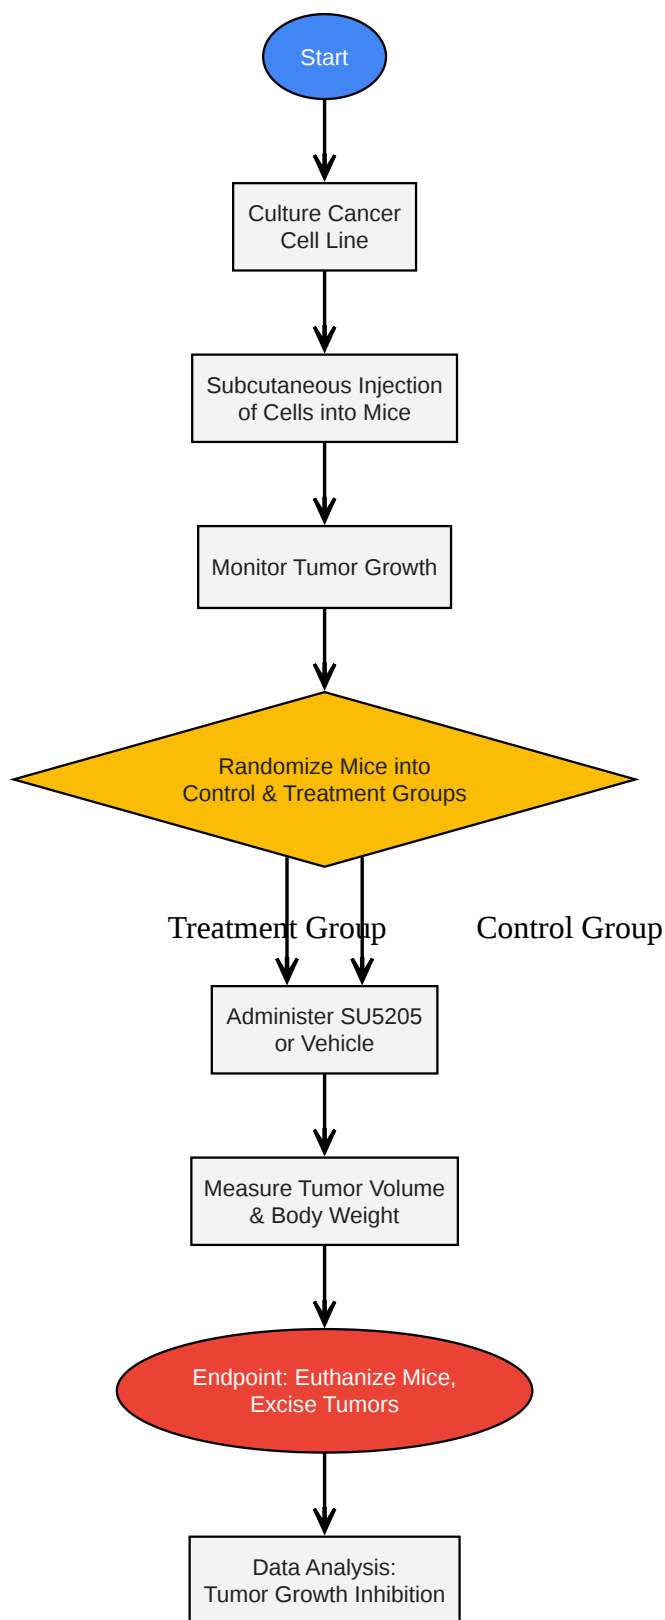 Start
Culture Cancer
Cell Line
Subcutaneous Injection
of Cells into Mice
Monitor Tumor Growth
Randomize Mice into
Control & Treatment Groups
Treatment Group
Control Group
Administer SU5205
or Vehicle
Measure Tumor Volume
& Body Weight
Endpoint: Euthanize Mice,
Excise Tumors
Data Analysis:
Tumor Growth Inhibition